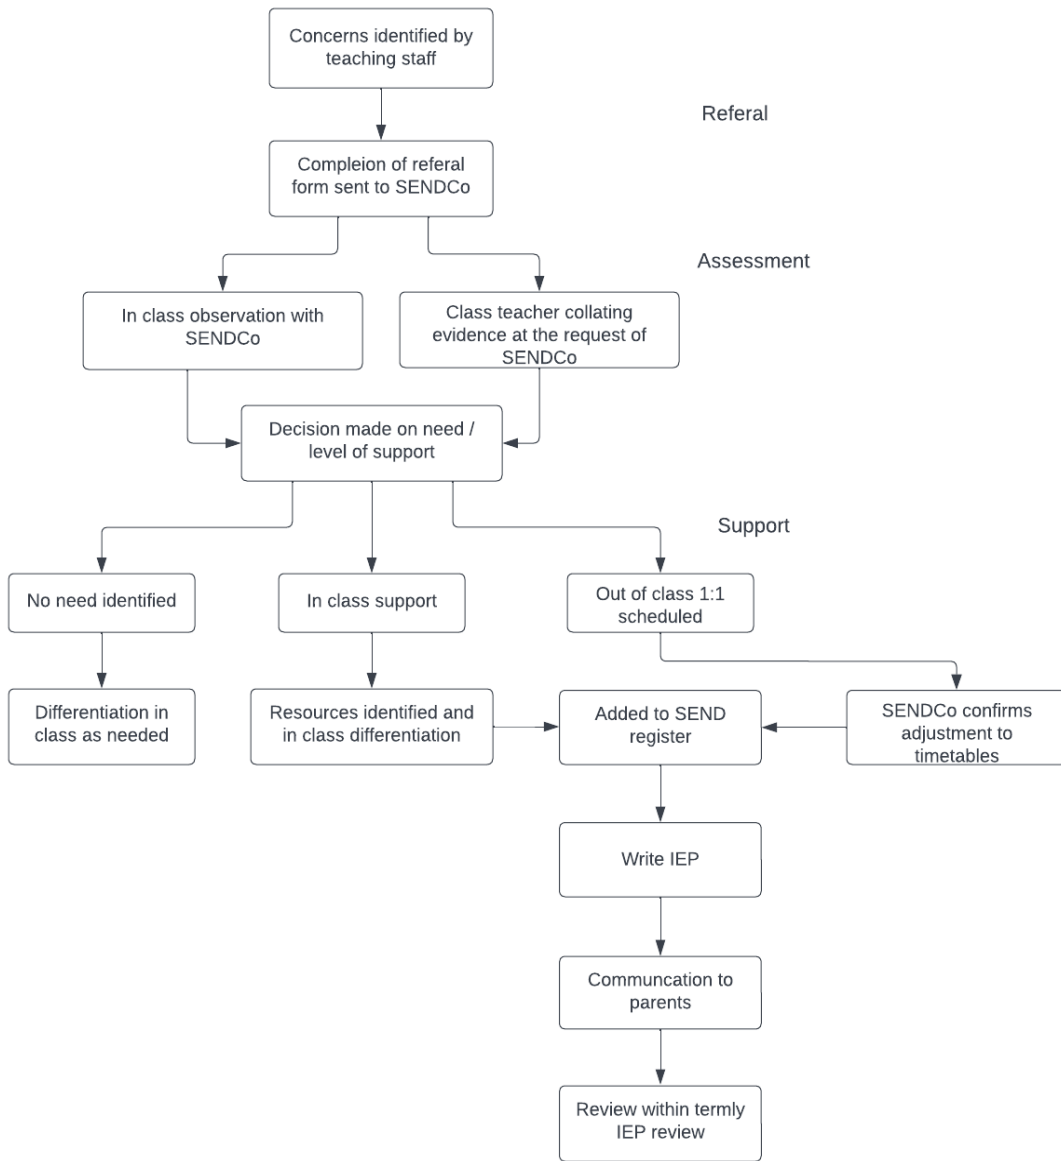 Concerns identified by
teaching staff
Referal
Compleion of referal
form sent to SENDCo
Assessment
In class observation with
SENDCo
Class teacher collating
evidence at the request of
SENDCo
Decision made on need /
level of support
Support
No need identified
In class support
Out of class 1:1
scheduled
Differentiation in
class as needed
Resources identified and
in class differentiation
Added to SEND
register
SENDCo confirms
adjustment to
timetables
Write IEP
Communcation to
parents
Review within termly
IEP review